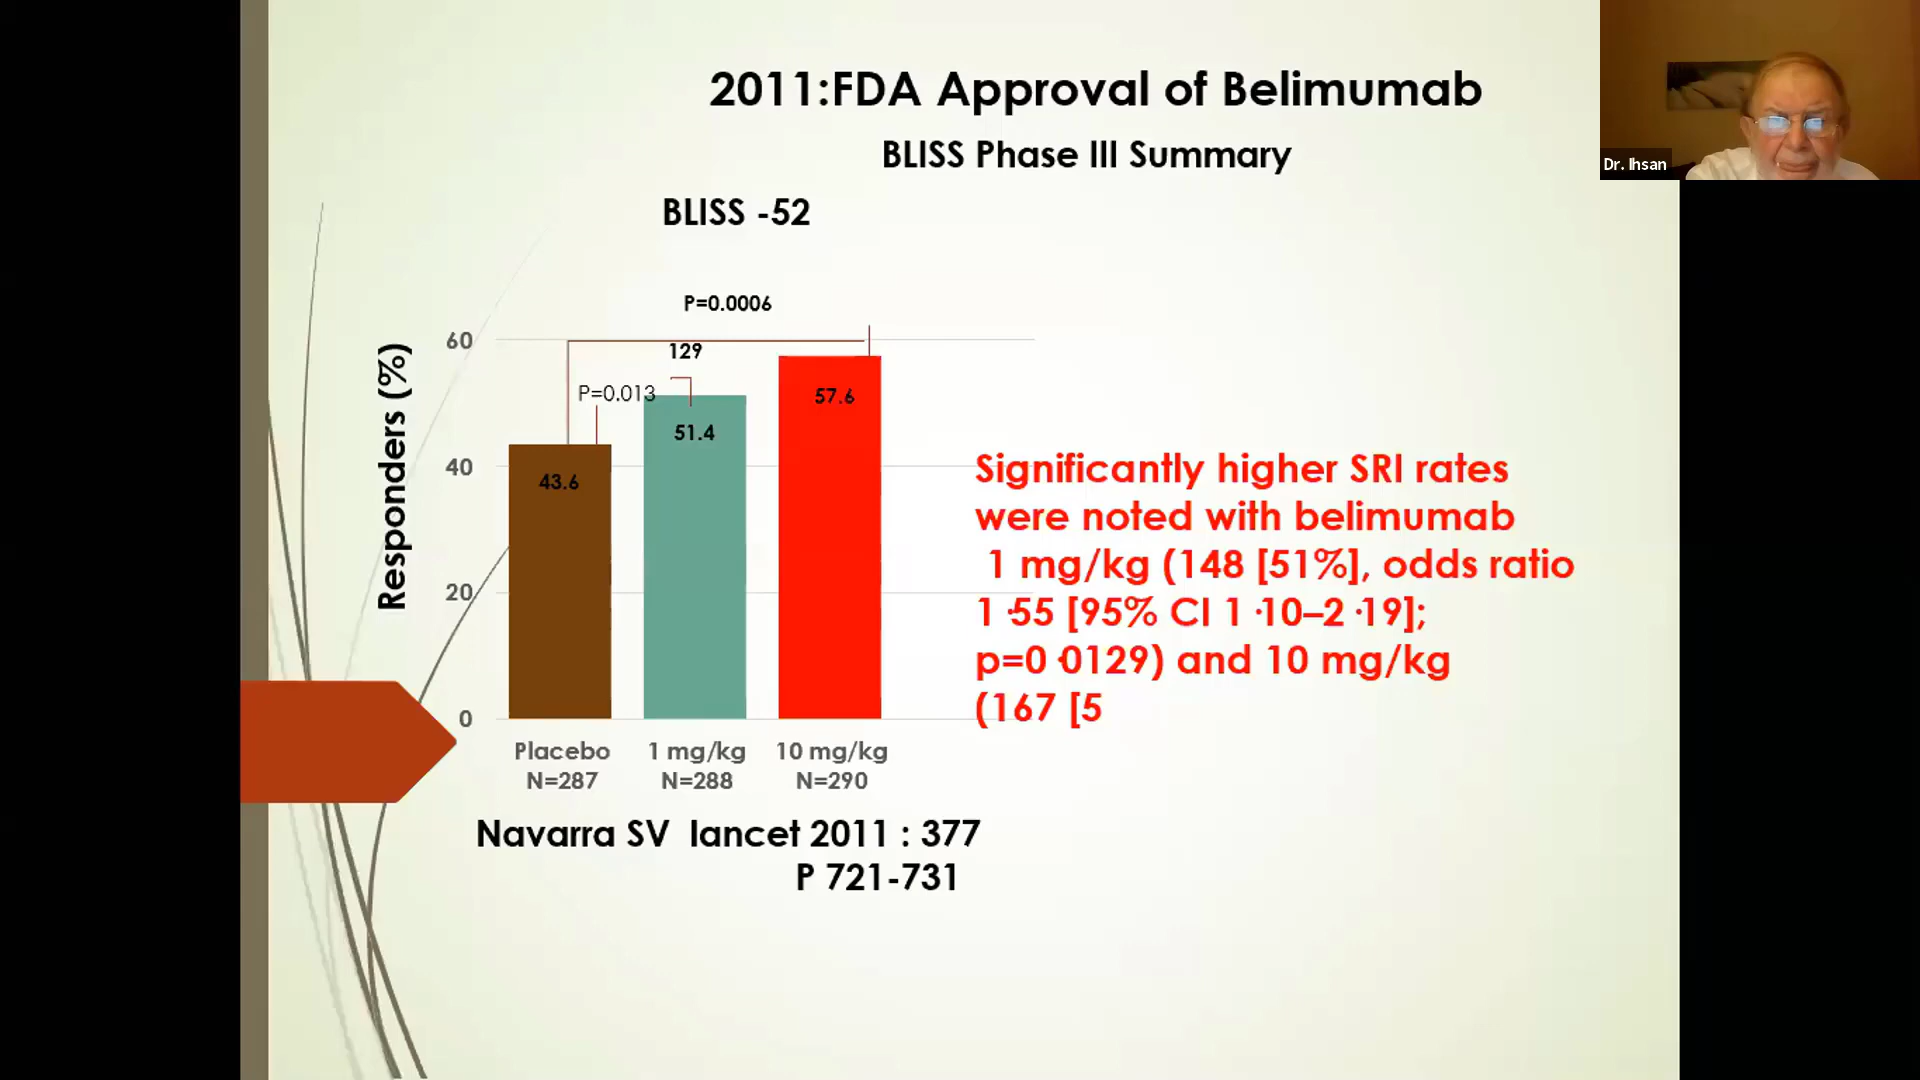 2011:FDA Approval of Belimumab
BLISS Phase III Summary
Dr. Ihsan
BLISS -52
P=0.0006
60
129
P=0.013
57.6
51.4
40
43.6
20
0
Responders (%)
Placebo
N=287
1 mg/kg
N=288
10 mg/kg
N=290
Significantly higher SRI rates
were noted with belimumab
1 mg/kg (148 [51%], odds ratio
1·55 [95% CI 1·10–2·19];
p=0·0129) and 10 mg/kg
(167 [5
Navarra SV lancet 2011 : 377
P 721-731